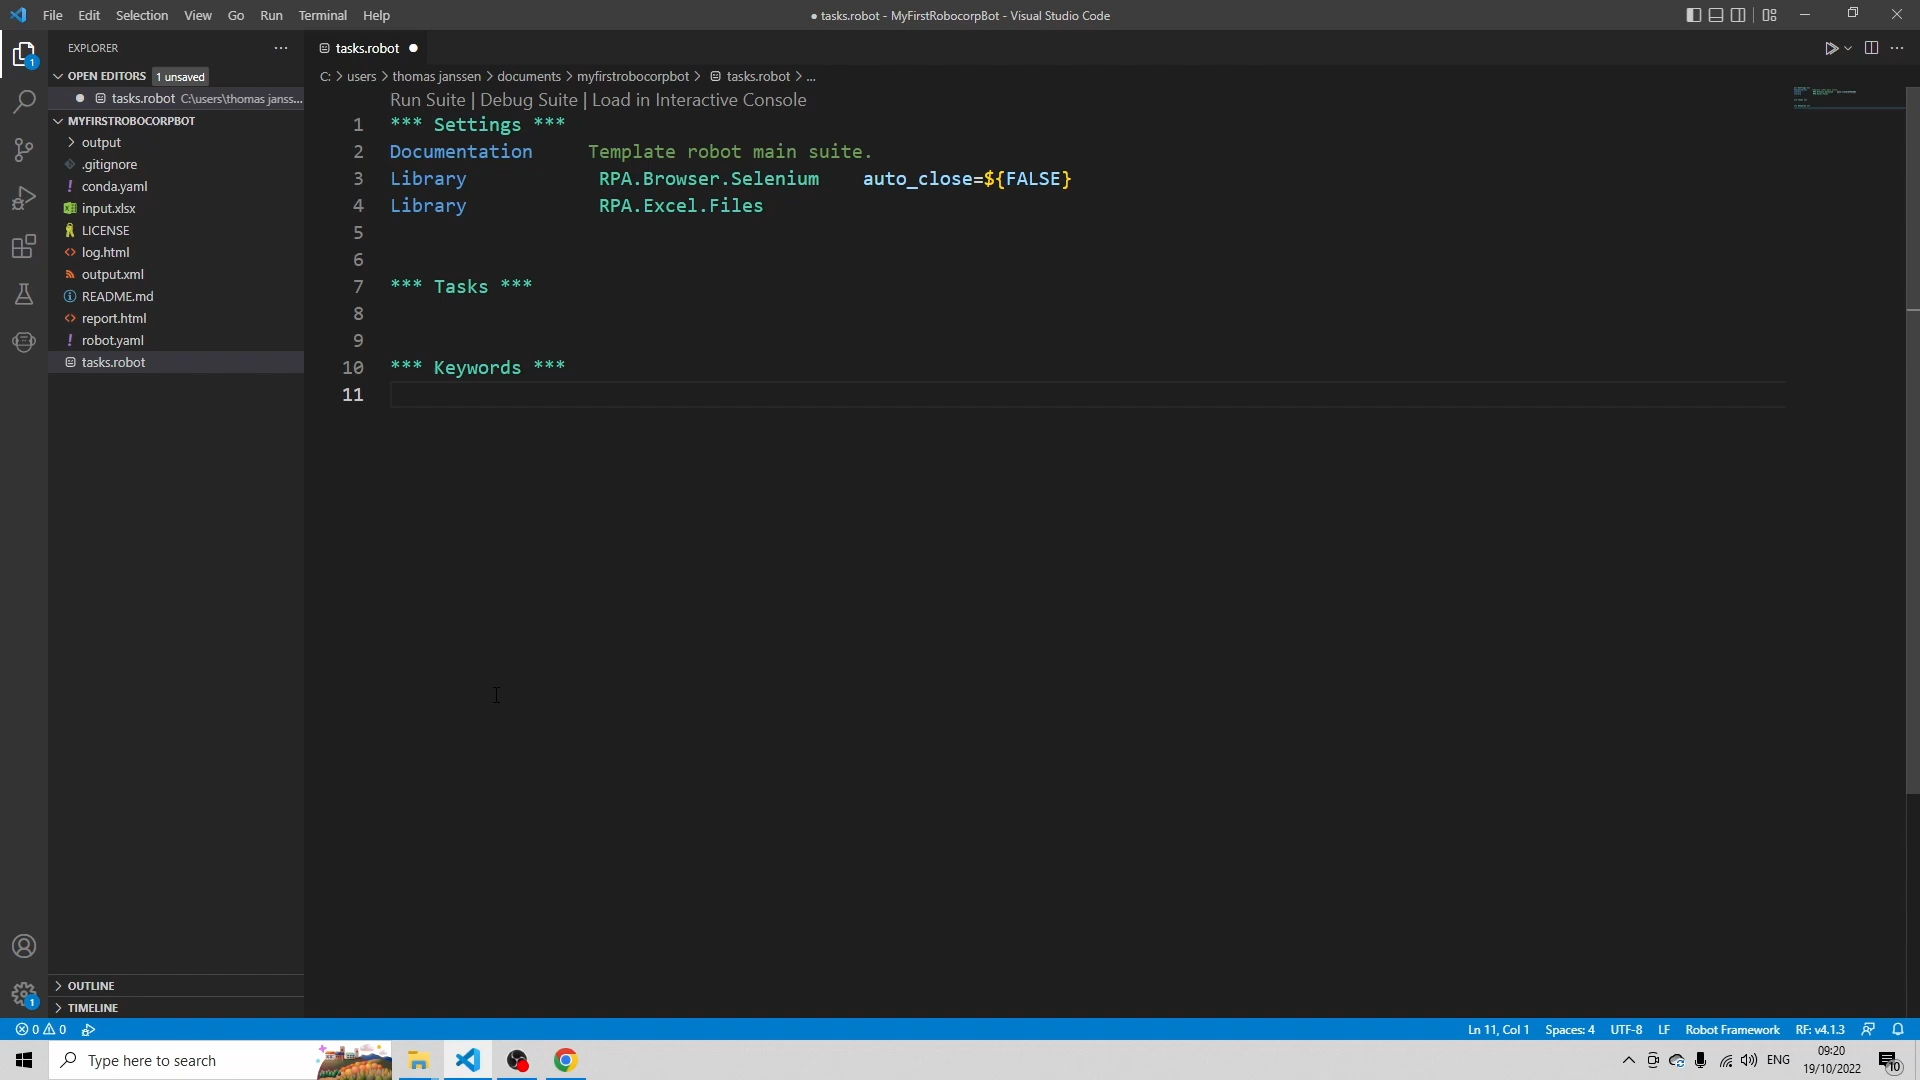 File Edit Selection View Go Run Terminal Help
● tasks.robot - MyFirstRobocorpBot - Visual Studio Code
EXPLORER
OPEN EDITORS 1 unsaved
tasks.robot C:\users\thomas janss...
MYFIRSTROBOCORPBOT
output
.gitignore
conda.yaml
input.xlsx
LICENSE
log.html
output.xml
README.md
report.html
robot.yaml
tasks.robot
OUTLINE
TIMELINE
tasks.robot
C: > users > thomas janssen > documents > myfirstrobocorpbot > tasks.robot > ...
Run Suite | Debug Suite | Load in Interactive Console
1 *** Settings ***
2 Documentation Template robot main suite.
3 Library RPA.Browser.Selenium auto_close=${FALSE}
4 Library RPA.Excel.Files
5
6
7 *** Tasks ***
8
9
10 *** Keywords ***
11
1
1
0 0
Ln 11, Col 1 Spaces: 4 UTF-8 LF Robot Framework RF: v4.1.3
Type here to search
ENG
09:20
19/10/2022
10